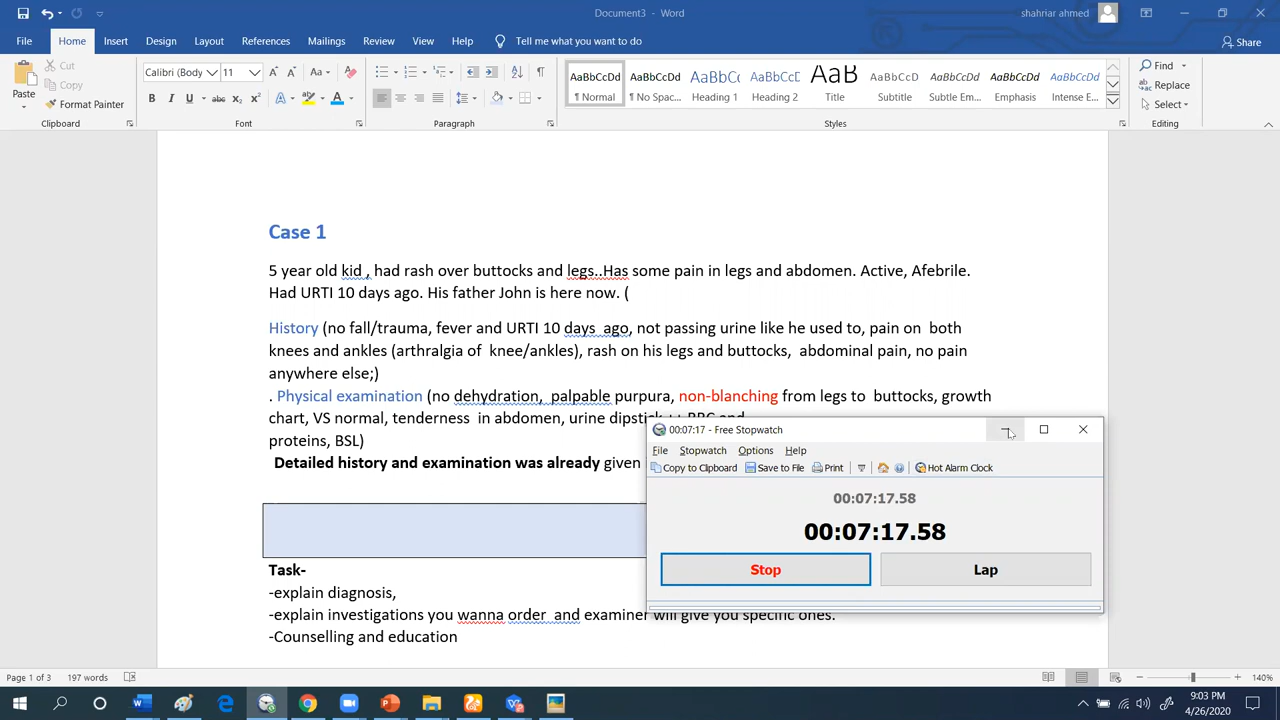 Document3 - Word
shahriar ahmed
File Home Insert Design Layout References Mailings Review View Help Tell me what you want to do
Share
Paste
Cut
Copy
Format Painter
Clipboard
Calibri (Body 11
Font
Paragraph
AaBbCcDd AaBbCcDd AaBbCc AaBbCcD AaB AaBbCcD AaBbCcDd AaBbCcDd AaBbCcDd
¶ Normal ¶ No Spac... Heading 1 Heading 2 Title Subtitle Subtle Em... Emphasis Intense E...
Styles
Find
Replace
Select
Editing
Case 1
5 year old kid , had rash over buttocks and legs..Has some pain in legs and abdomen. Active, Afebrile.
Had URTI 10 days ago. His father John is here now. (
History (no fall/trauma, fever and URTI 10 days ago, not passing urine like he used to, pain on both
knees and ankles (arthralgia of knee/ankles), rash on his legs and buttocks, abdominal pain, no pain
anywhere else;)
. Physical examination (no dehydration, palpable purpura, non-blanching from legs to buttocks, growth
chart, VS normal, tenderness in abdomen, urine dipstick ++ RBC and
proteins, BSL)
Detailed history and examination was already given
Task-
-explain diagnosis,
-explain investigations you wanna order and examiner will give you specific ones.
-Counselling and education
00:07:17 - Free Stopwatch
File Stopwatch Options Help
Copy to Clipboard Save to File Print Hot Alarm Clock
00:07:17.58
00:07:17.58
Stop Lap
Page 1 of 3 197 words
140%
9:03 PM
4/26/2020